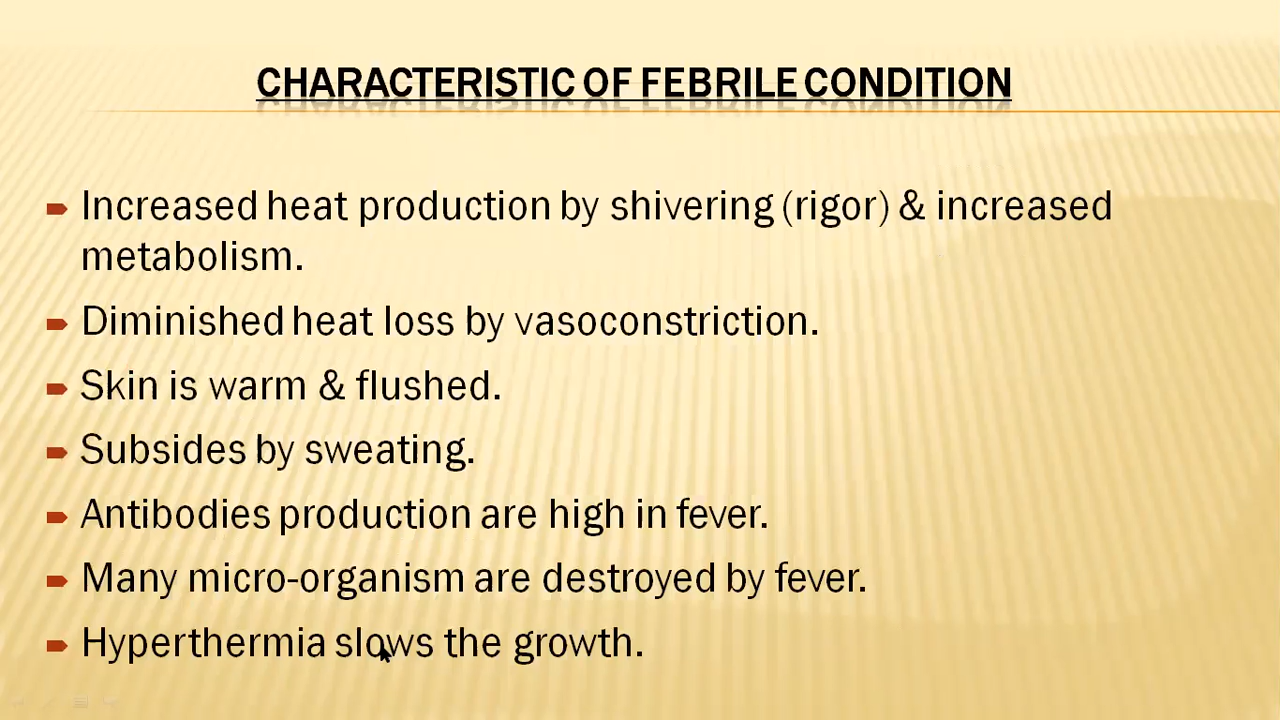 CHARACTERISTIC OF FEBRILE CONDITION
Increased heat production by shivering (rigor) & increased
metabolism.
Diminished heat loss by vasoconstriction.
Skin is warm & flushed.
Subsides by sweating.
Antibodies production are high in fever.
Many micro-organism are destroyed by fever.
Hyperthermia slows the growth.